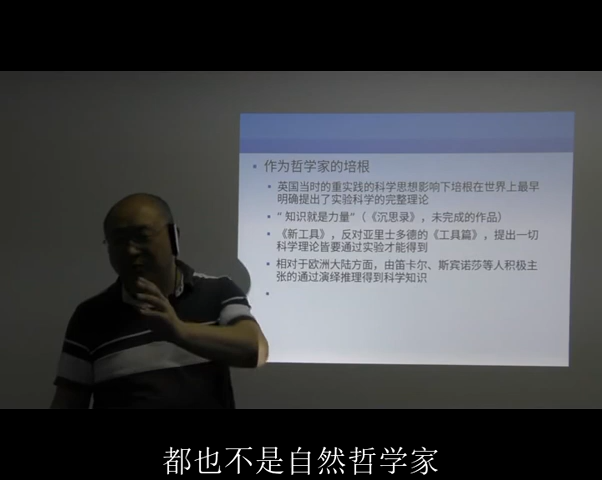 作为哲学家的培根
英国当时的重实践的科学思想影响下培根在世界上最早
明确提出了实验科学的完整理论
“知识就是力量”（《沉思录》，未完成的作品）
《新工具》，反对亚里士多德的《工具篇》，提出一切
科学理论皆要通过实验才能得到
相对于欧洲大陆方面，由笛卡尔、斯宾诺莎等人积极主
张的通过演绎推理得到科学知识
都也不是自然哲学家